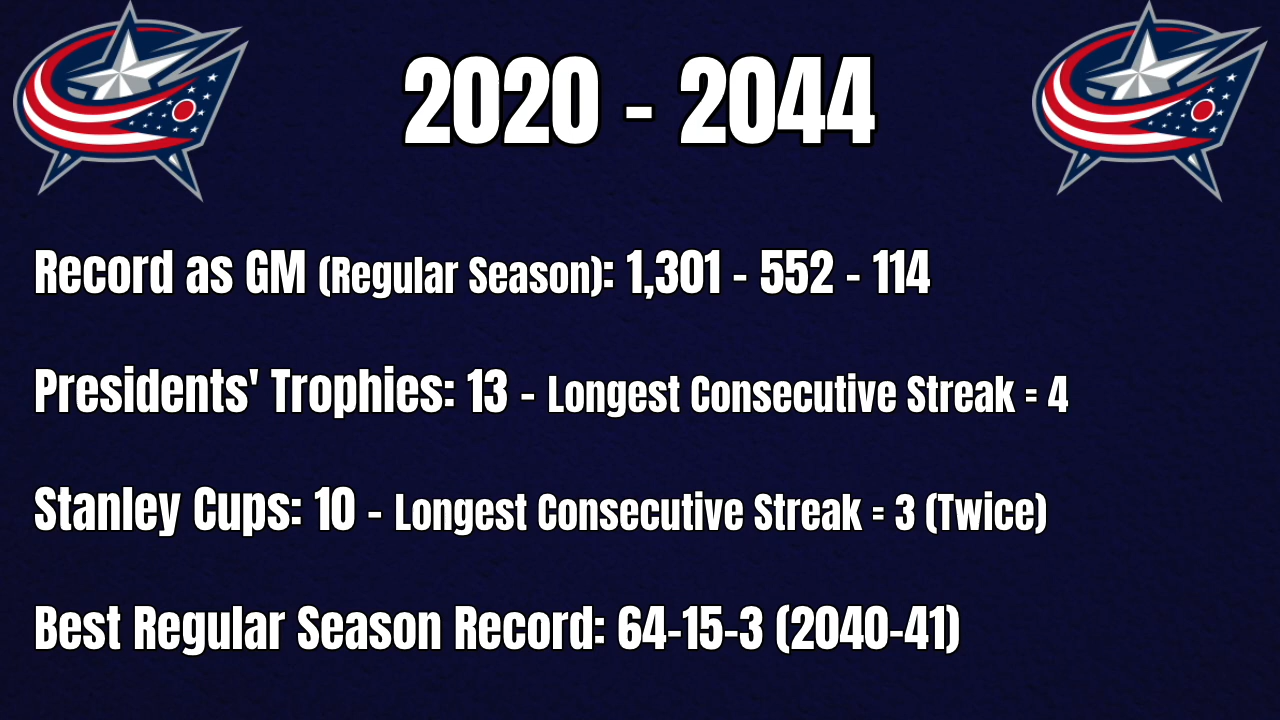 2020 - 2044
Record as GM (Regular Season): 1,301 - 552 - 114
Presidents' Trophies: 13 - Longest Consecutive Streak = 4
Stanley Cups: 10 - Longest Consecutive Streak = 3 (Twice)
Best Regular Season Record: 64-15-3 (2040-41)